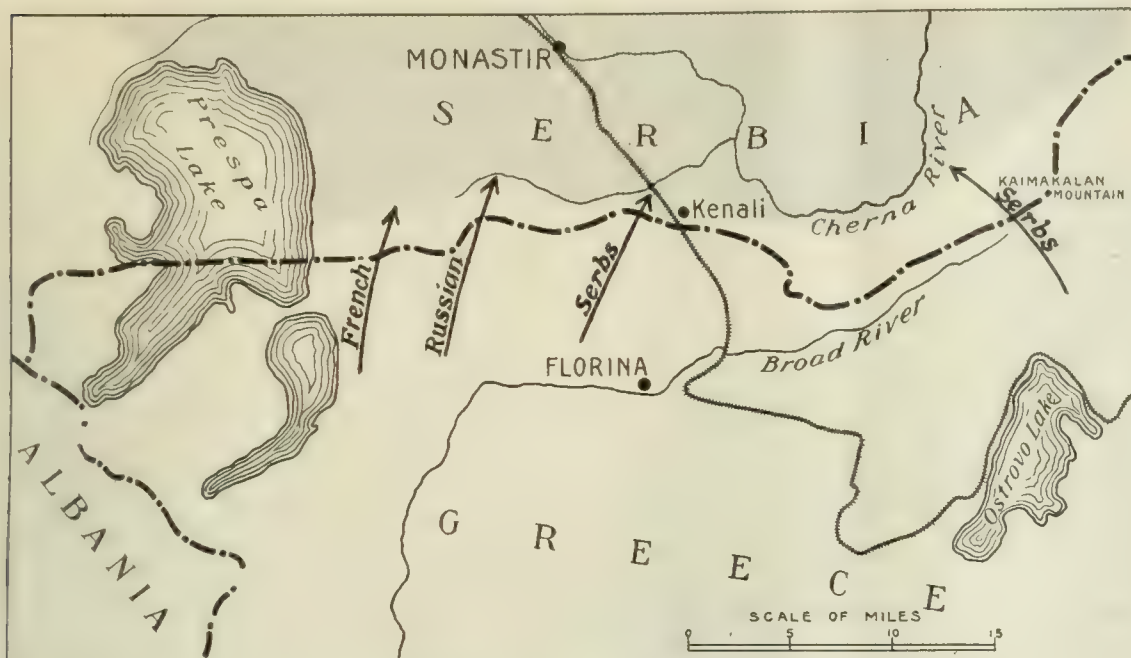 MONASTIR
S E R B I A
Prespa
Lake
Kenali
Cherna River
KAIMAKALAN
MOUNTAIN
French
Russian
Serbs
Serbs
FLORINA
Broad River
ALBANIA
Ostrovo Lake
G R E E C E
SCALE OF MILES
0 5 10 15